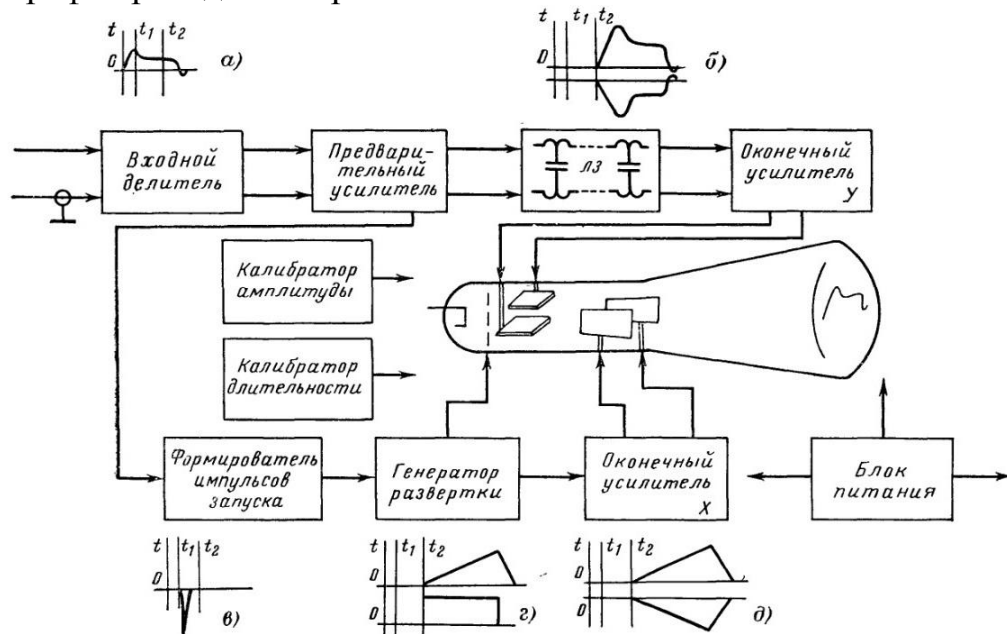 t t₁ t₂
0 а)
t t₁ t₂
0 б)
Входной
делитель
Предвари-
тельный
усилитель
ЛЗ
Оконечный
усилитель
У
Калибратор
амплитуды
Калибратор
длительности
Формирователь
импульсов
запуска
Генератор
развертки
Оконечный
усилитель
X
Блок
питания
t t₁ t₂
0
в)
t t₁ t₂
0
0 г)
t t₁ t₂
0
0 д)